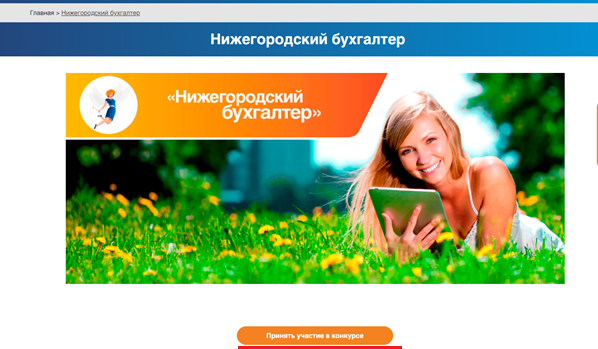 Главная > Нижегородский бухгалтер
Нижегородский бухгалтер
«Нижегородский
бухгалтер»
Принять участие в конкурсе